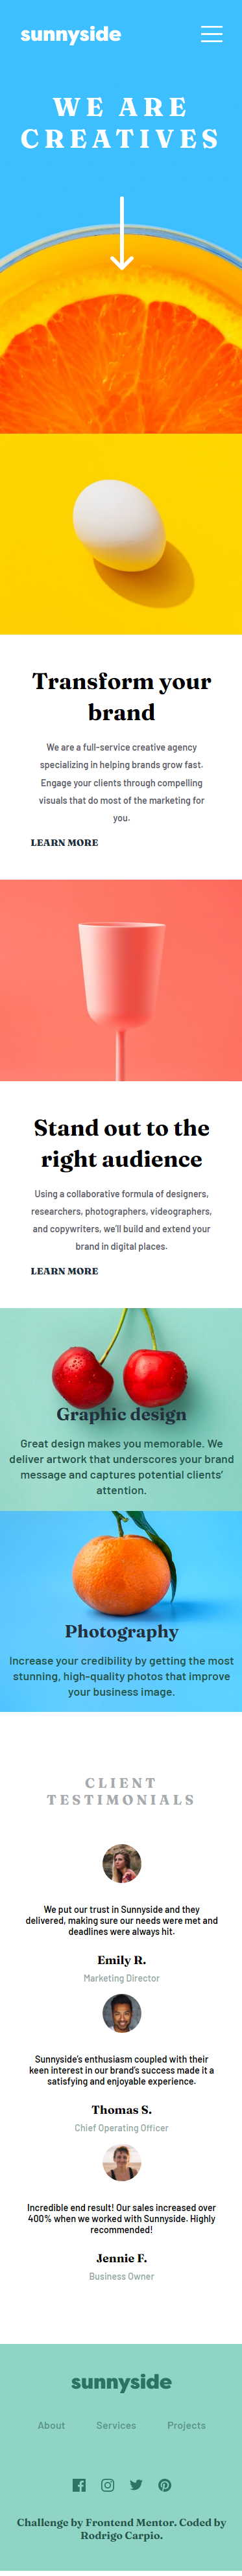 sunnyside
WE ARE
CREATIVES
Transform your
brand
We are a full-service creative agency
specializing in helping brands grow fast.
Engage your clients through compelling
visuals that do most of the marketing for
you.
LEARN MORE
Stand out to the
right audience
Using a collaborative formula of designers,
researchers, photographers, videographers,
and copywriters, we'll build and extend your
brand in digital places.
LEARN MORE
Graphic design
Great design makes you memorable. We
deliver artwork that underscores your brand
message and captures potential clients'
attention.
Photography
Increase your credibility by getting the most
stunning, high-quality photos that improve
your business image.
CLIENT
TESTIMONIALS
We put our trust in Sunnyside and they
delivered, making sure our needs were met and
deadlines were always hit.
Emily R.
Marketing Director
Sunnyside's enthusiasm coupled with their
keen interest in our brand's success made it a
satisfying and enjoyable experience.
Thomas S.
Chief Operating Officer
Incredible end result! Our sales increased over
400% when we worked with Sunnyside. Highly
recommended!
Jennie F.
Business Owner
sunnyside
About Services Projects
Challenge by Frontend Mentor. Coded by
Rodrigo Carpio.